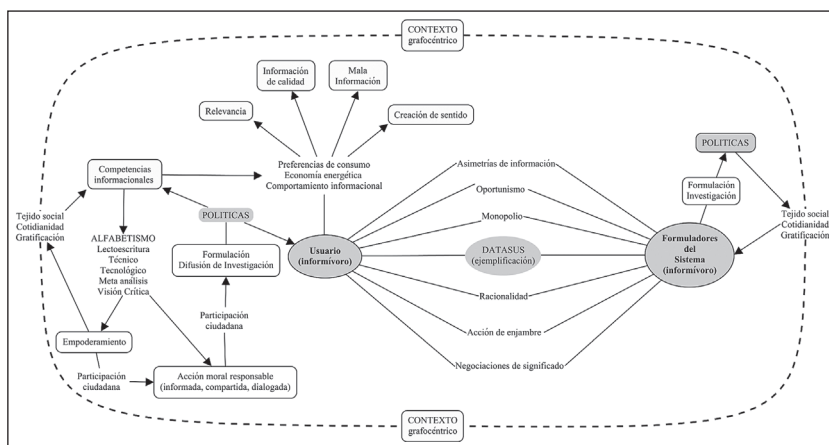 CONTEXTO
grafocéntrico
Información
de calidad
Mala
Información
Relevancia
Creación de sentido
Preferencias de consumo
Economía energética
Comportamiento informacional
Competencias
informacionales
Tejido social
Cotidianidad
Gratificación
ALFABETISMO
Lectoescritura
Técnico
Tecnológico
Meta análisis
Visión Crítica
POLITICAS
Formulación
Difusión de Investigación
Participación
ciudadana
Empoderamiento
Participación
ciudadana
Acción moral responsable
(informada, compartida, dialogada)
Usuario
(informívoro)
Asimetrías de información
Oportunismo
Monopolio
DATASUS
(ejemplificación)
Racionalidad
Acción de enjambre
Negociaciones de significado
POLITICAS
Formulación
Investigación
Formuladores
del
Sistema
(informívoro)
Tejido social
Cotidianidad
Gratificación
CONTEXTO
grafocéntrico